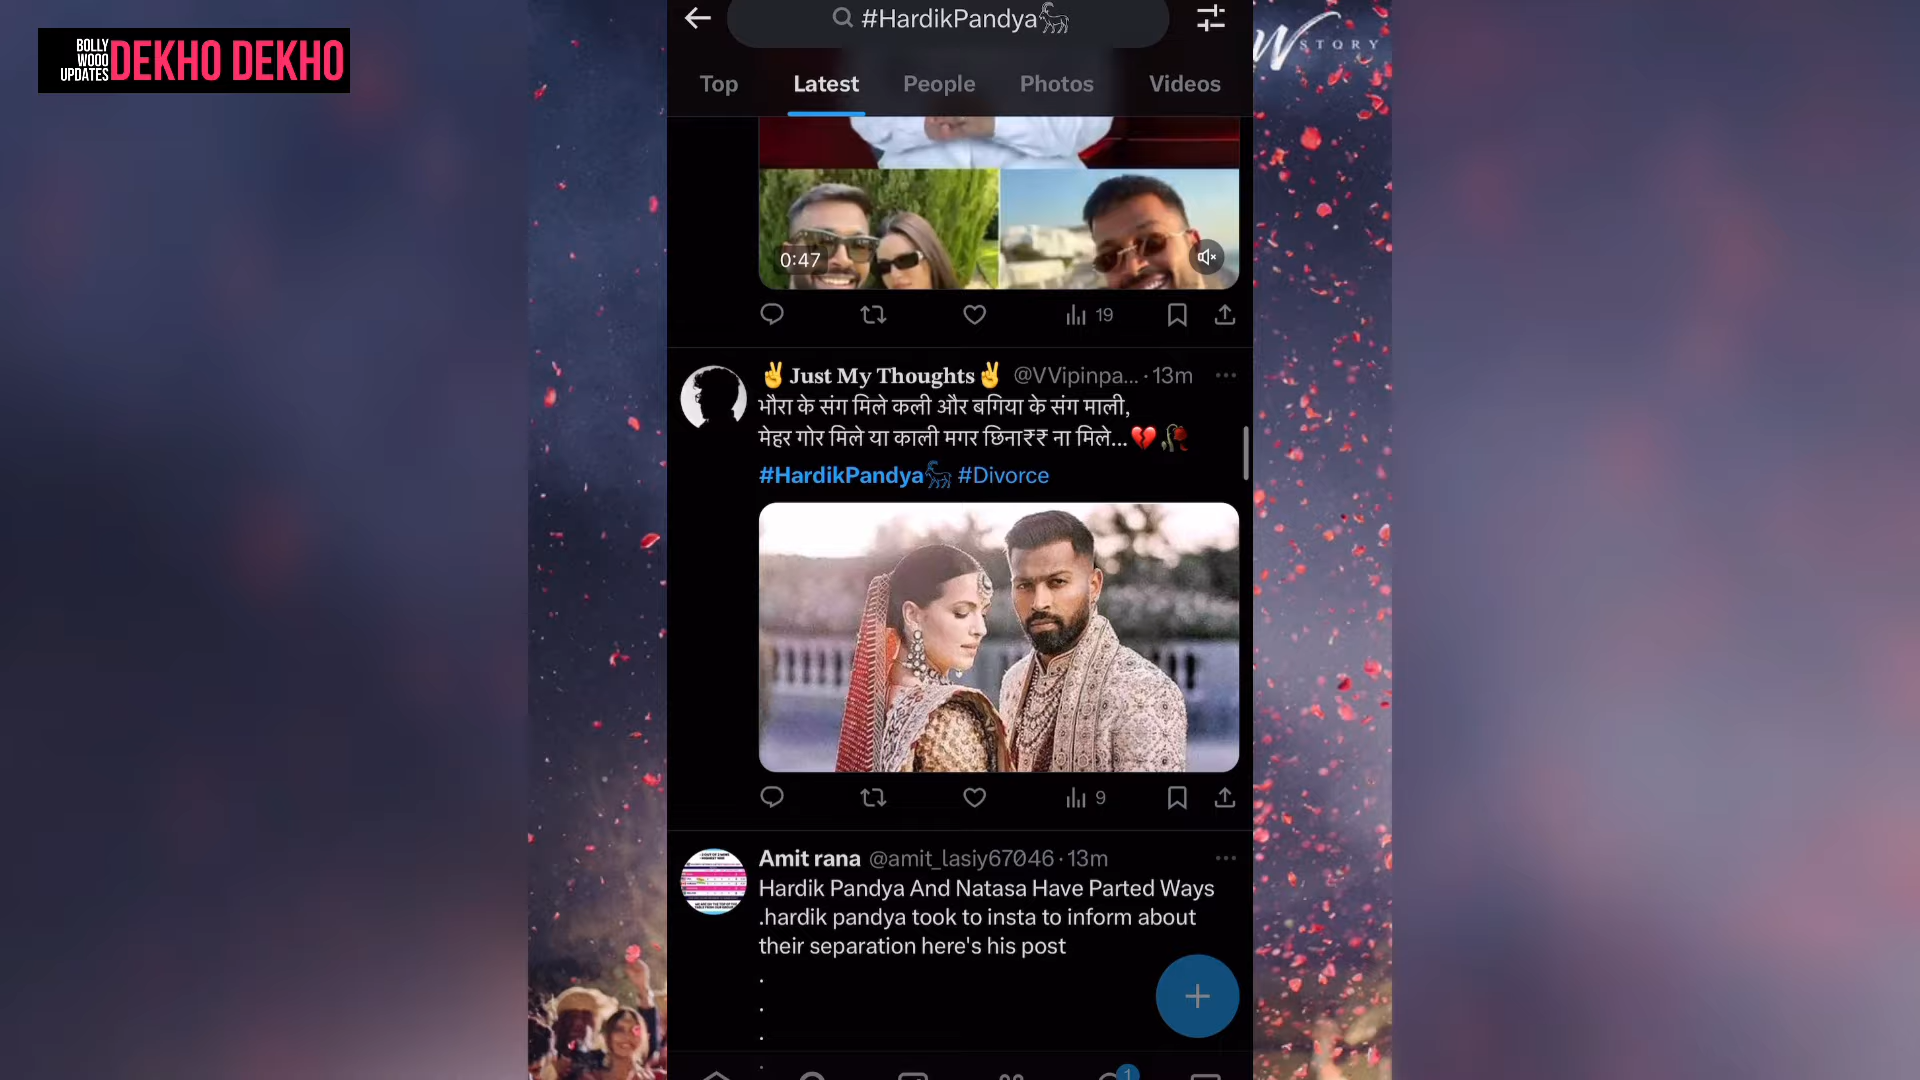 BOLLY
WOOO
UPDATES
DEKHO DEKHO
#HardikPandya
W STORY
Top
Latest
People
Photos
Videos
0:47
19
✌Just My Thoughts✌ @VVipinpa... · 13m
भौरा के संग मिले कली और बगिया के संग माली,
मेहर गोर मिले या काली मगर छिना₹₹ ना मिले...💔🥀
#HardikPandya #Divorce
9
Amit rana @amit_lasiy67046 · 13m
Hardik Pandya And Natasa Have Parted Ways
.hardik pandya took to insta to inform about
their separation here's his post
.
.
.
.
1